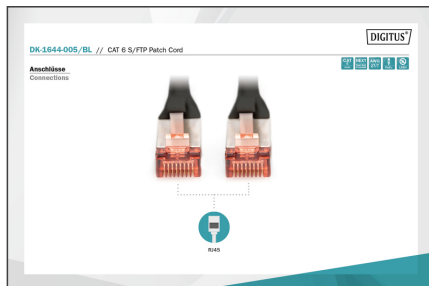 DIGITUS®
DK-1644-005/BL // CAT 6 S/FTP Patch Cord
Anschlüsse
Connections
RJ45